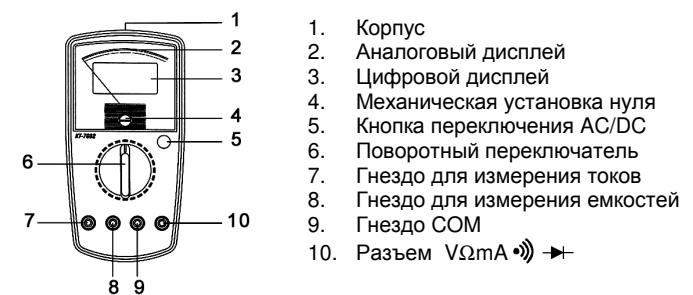 1
2
3
4
KT-7032
5
6
7
10
8
9
1. Корпус
2. Аналоговый дисплей
3. Цифровой дисплей
4. Механическая установка нуля
5. Кнопка переключения AC/DC
6. Поворотный переключатель
7. Гнездо для измерения токов
8. Гнездо для измерения емкостей
9. Гнездо COM
10. Разъем VΩmA